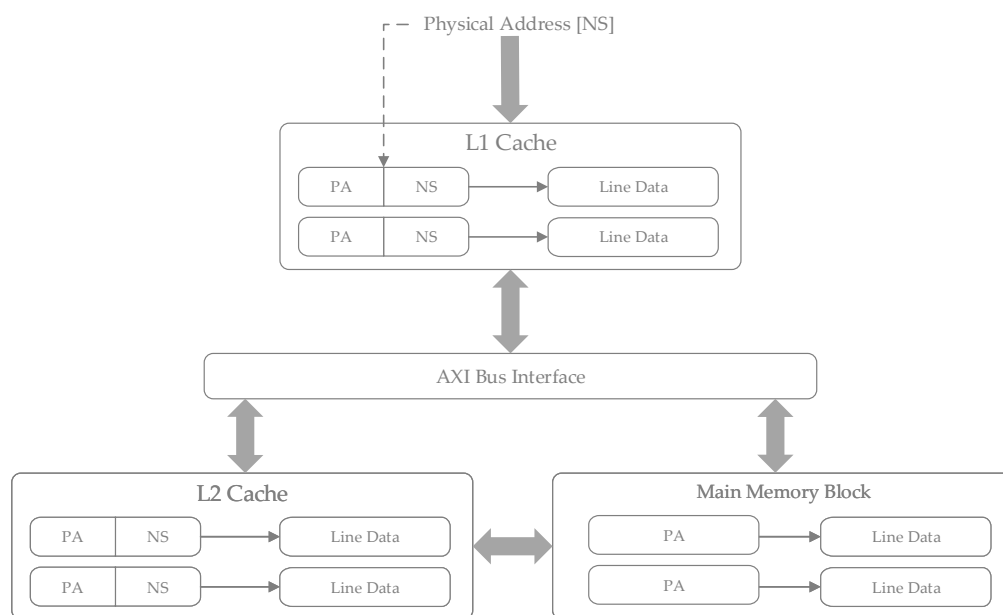 Physical Address [NS]
L1 Cache
PA NS Line Data
PA NS Line Data
AXI Bus Interface
L2 Cache
PA NS Line Data
PA NS Line Data
Main Memory Block
PA Line Data
PA Line Data